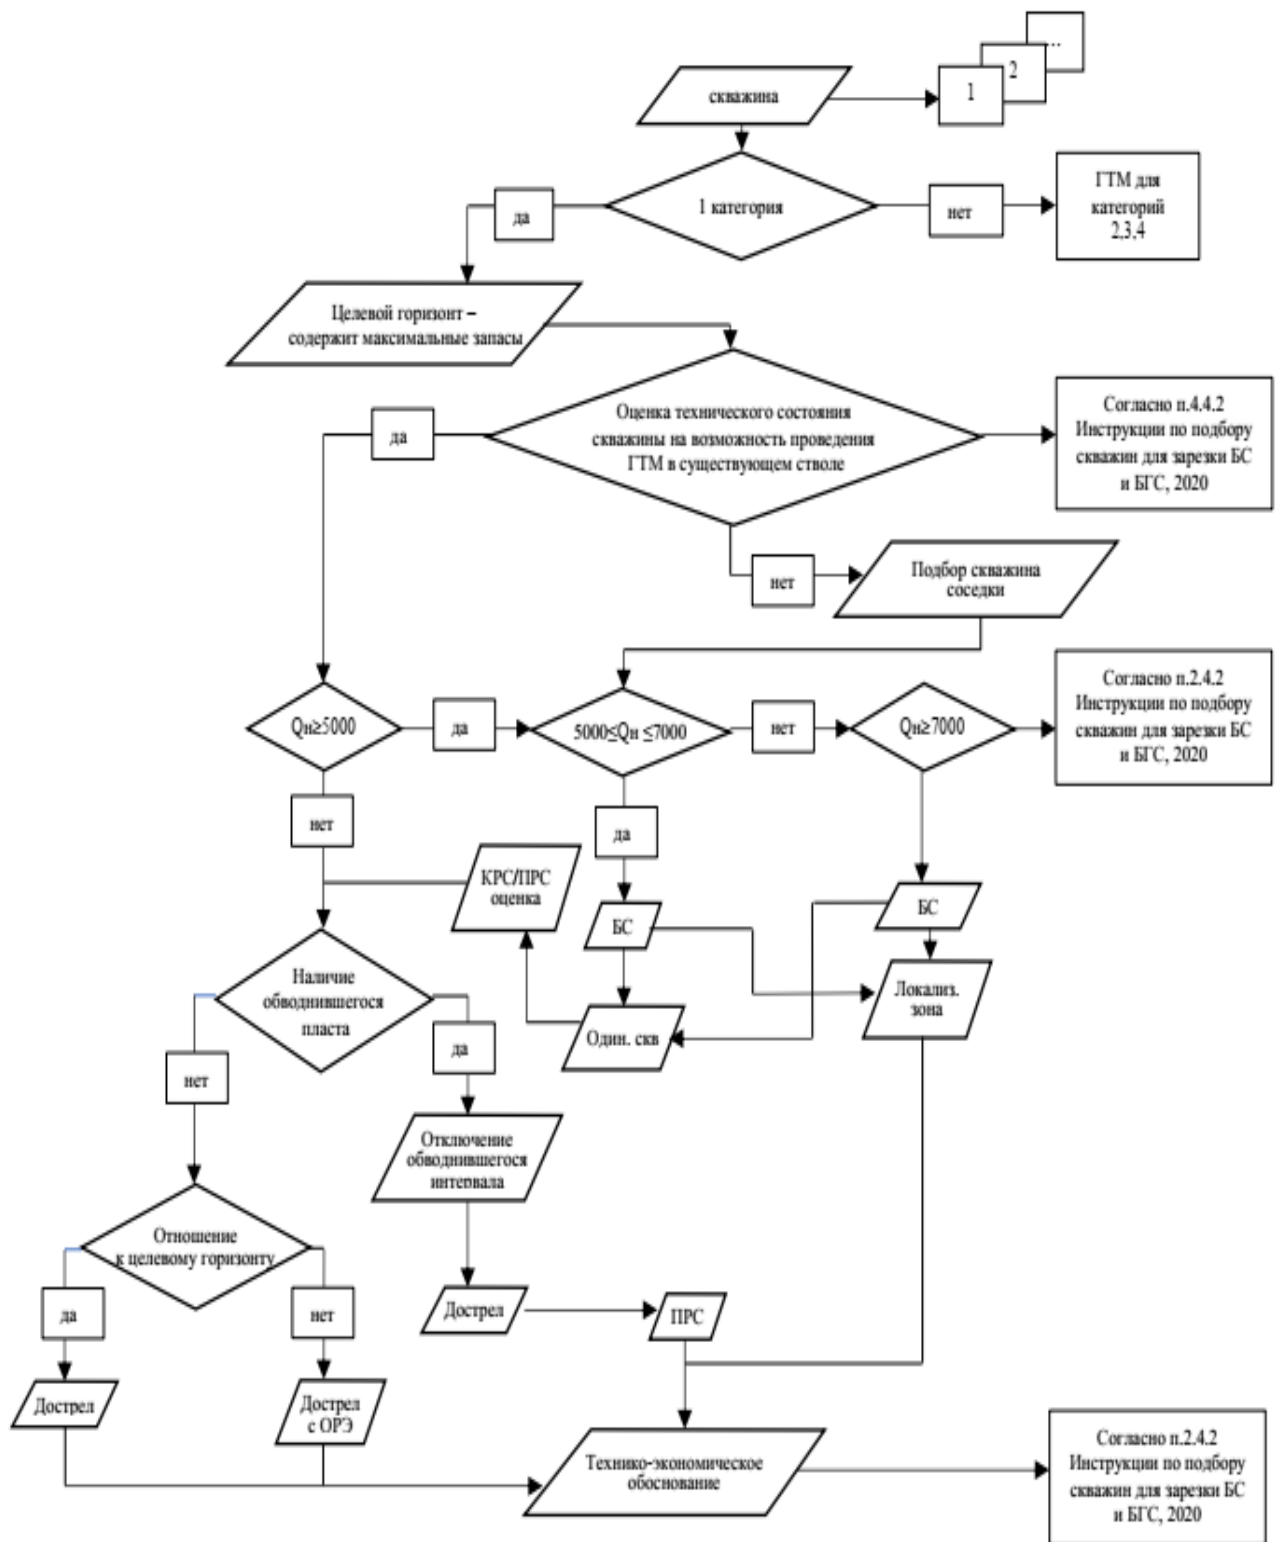 ...
2
1
скважина
1 категория
да
нет
ГТМ для
категорий
2,3,4
Целевой горизонт –
содержит максимальные запасы
Оценка технического состояния
скважины на возможность проведения
ГТМ в существующем стволе
да
Согласно п.4.4.2
Инструкции по подбору
скважин для зарезки БС
и БГС, 2020
нет
Подбор скважина
соседки
Qн≥5000
да
5000≤Qн ≤7000
нет
Qн≥7000
Согласно п.2.4.2
Инструкции по подбору
скважин для зарезки БС
и БГС, 2020
нет
да
КРС/ПРС
оценка
БС
БС
Наличие
обводнившегося
пласта
Локализ.
зона
Один. скв
нет
да
Отключение
обводнившегося
интервала
Отношение
к целевому горизонту
да
нет
Дострел
ПРС
Дострел
Дострел
с ОРЭ
Технико-экономическое
обоснование
Согласно п.2.4.2
Инструкции по подбору
скважин для зарезки БС
и БГС, 2020